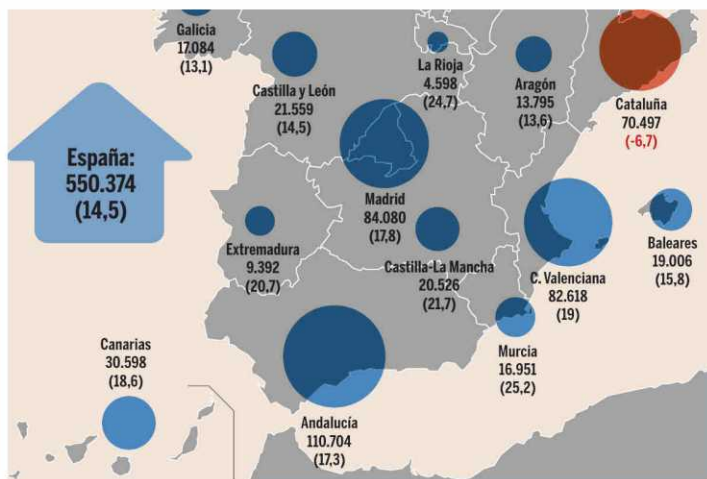 Galicia
17.084
(13,1)
Castilla y León
21.559
(14,5)
La Rioja
4.598
(24,7)
Aragón
13.795
(13,6)
Cataluña
70.497
(-6,7)
España:
550.374
(14,5)
Madrid
84.080
(17,8)
Extremadura
9.392
(20,7)
Castilla-La Mancha
20.526
(21,7)
C. Valenciana
82.618
(19)
Baleares
19.006
(15,8)
Canarias
30.598
(18,6)
Murcia
16.951
(25,2)
Andalucía
110.704
(17,3)